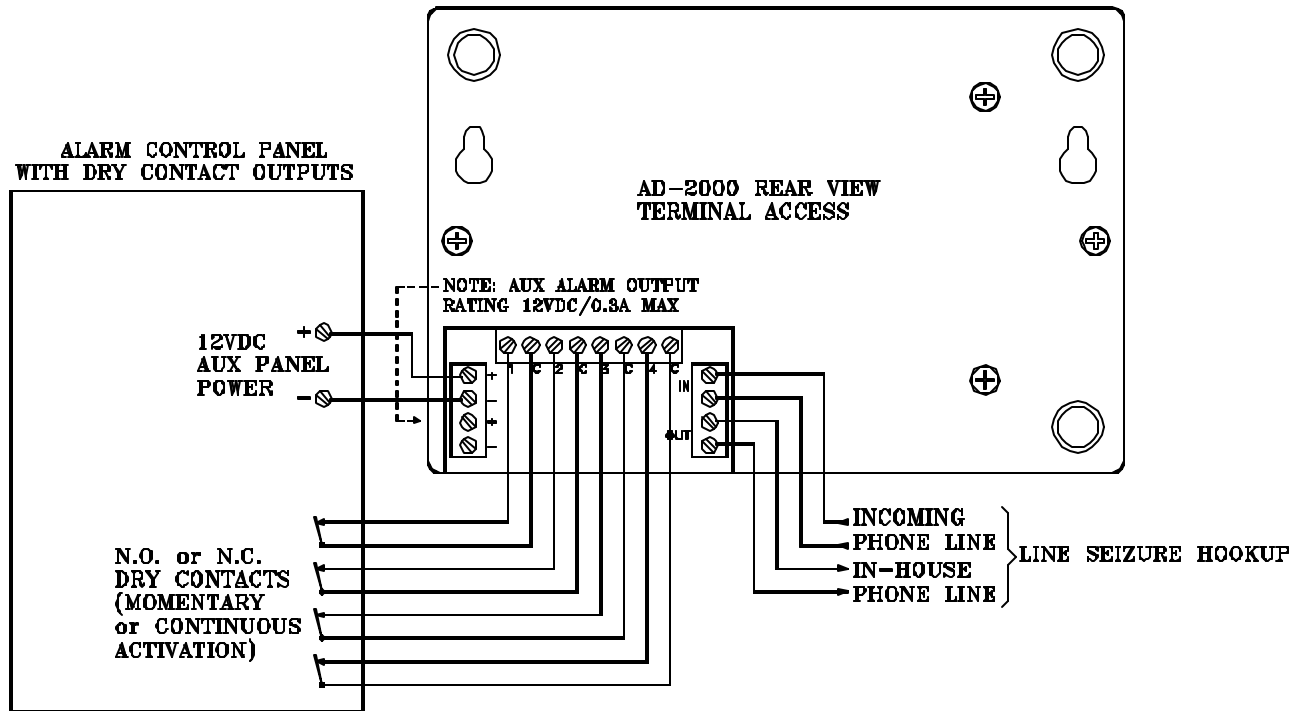 ALARM CONTROL PANEL
WITH DRY CONTACT OUTPUTS
AD-2000 REAR VIEW
TERMINAL ACCESS
NOTE: AUX ALARM OUTPUT
RATING 12VDC/0.3A MAX
12VDC
AUX PANEL
POWER
+
-
1 C 2 C 3 C 4 C
+
-
+
-
IN
OUT
N.O. or N.C.
DRY CONTACTS
(MOMENTARY
or CONTINUOUS
ACTIVATION)
INCOMING
PHONE LINE
IN-HOUSE
PHONE LINE
LINE SEIZURE HOOKUP